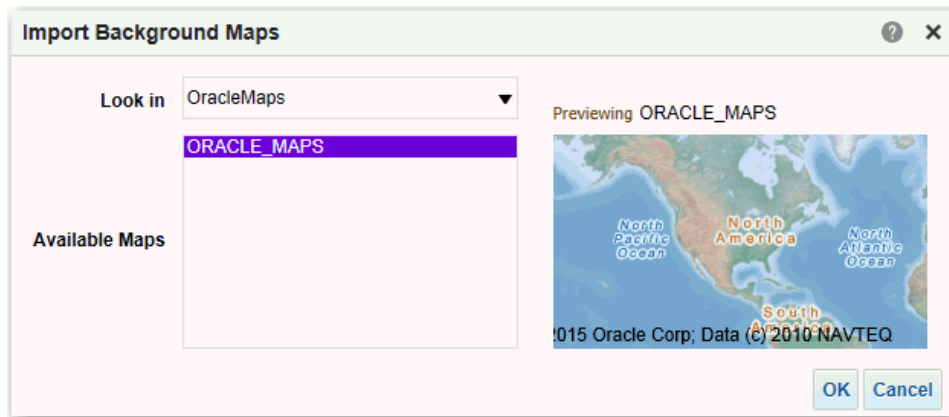 Import Background Maps
Look in
OracleMaps
Previewing ORACLE_MAPS
ORACLE_MAPS
Available Maps
North
Pacific
Ocean
North
America
North
Atlantic
Ocean
South
America
2015 Oracle Corp; Data (c) 2010 NAVTEQ
OK
Cancel